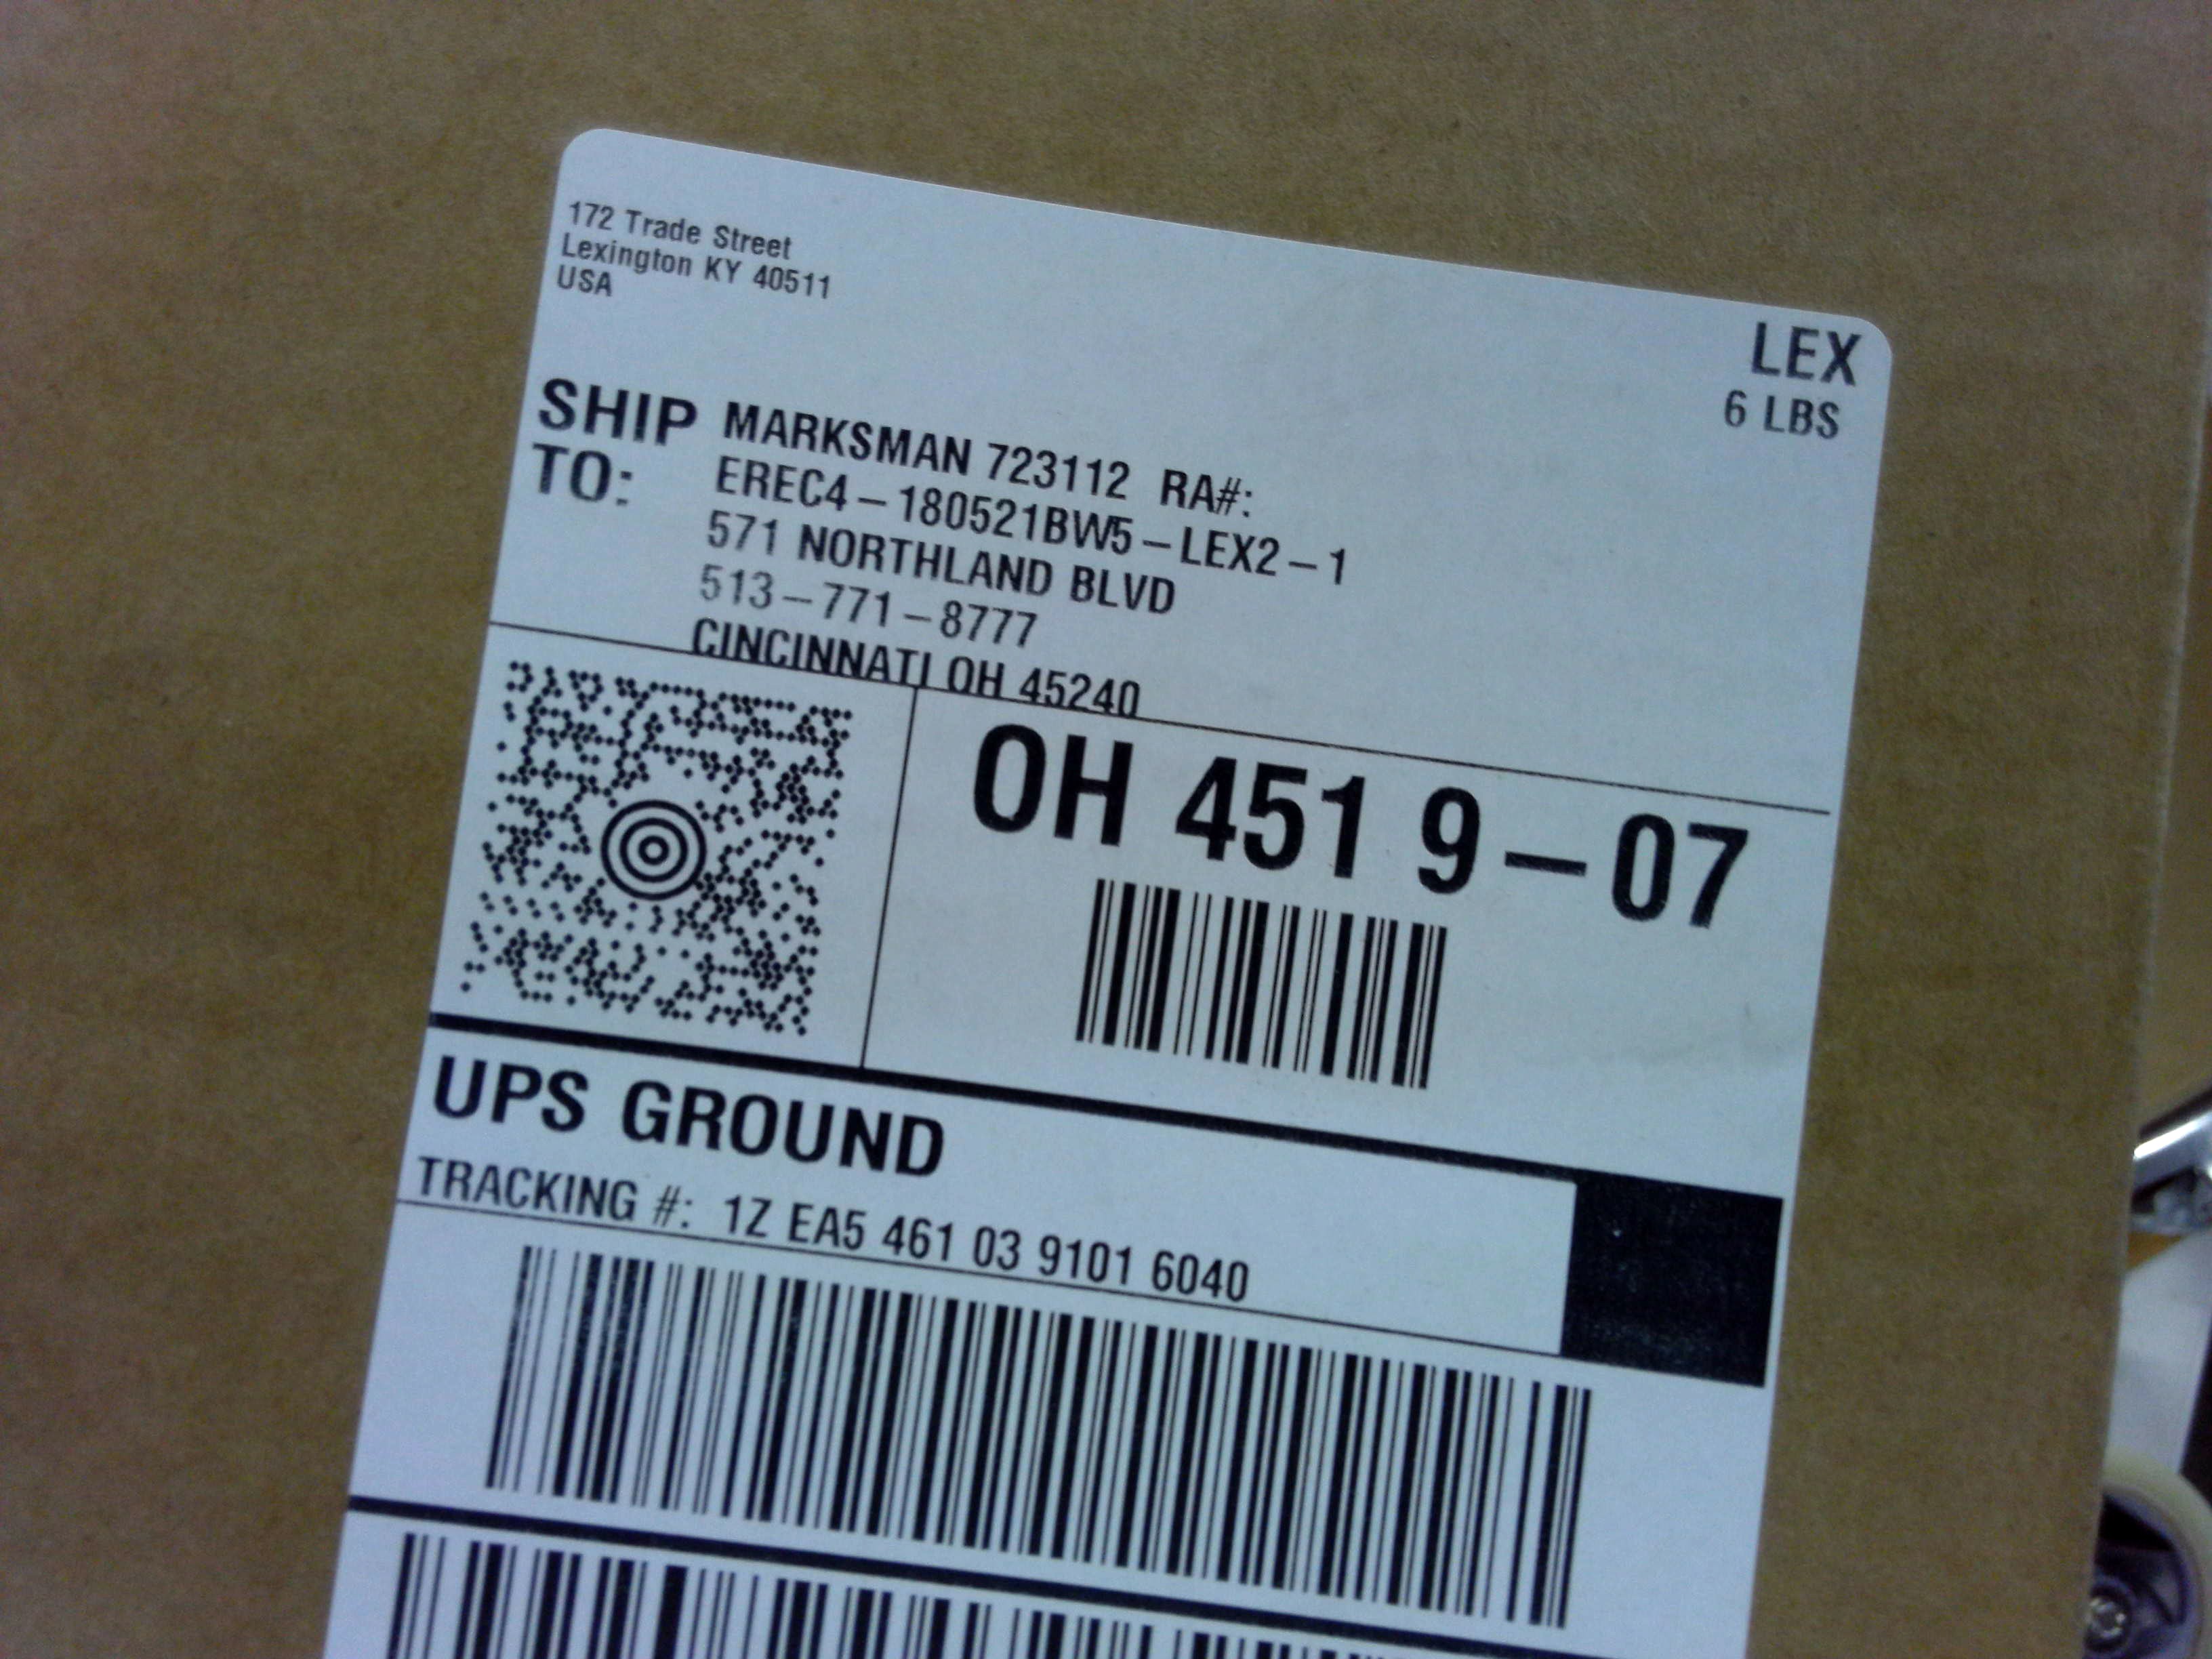 172 Trade Street
Lexington KY 40511
USA
LEX
6 LBS
SHIP TO:
MARKSMAN 723112 RA#:
EREC4-180521BW5-LEX2-1
571 NORTHLAND BLVD
513-771-8777
CINCINNATI OH 45240
OH 451 9-07
UPS GROUND
TRACKING #: 1Z EA5 461 03 9101 6040